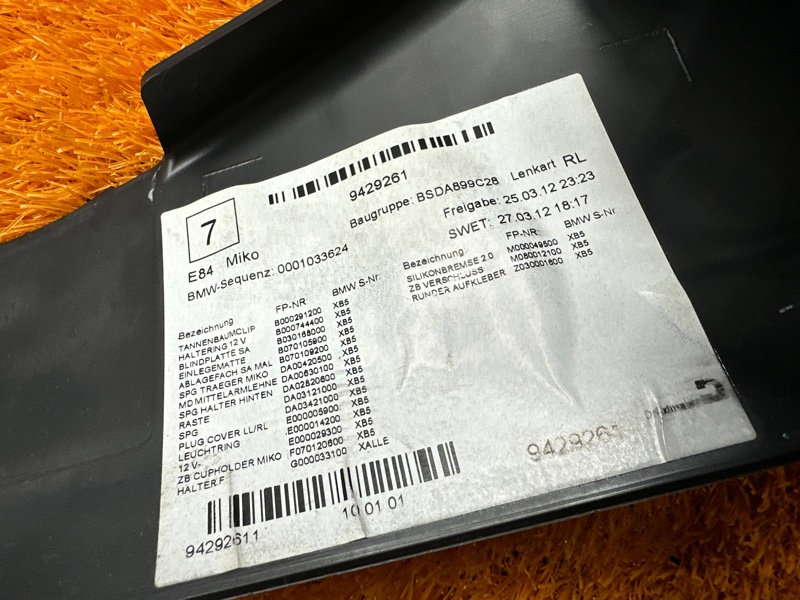 9429261
7
Baugruppe: BSDA899C28 Lenkart RL
Freigabe: 25.03.12 23:23
SWET: 27.03.12 18:17
E84 Miko
BMW-Sequenz: 0001033624
Bezeichnung FP-NR BMW S-Nr.
TANNENBAUMCLIP B000291200 XB5
HALTERING 12 V B000744400 XB5
BLINDPLATTE SA B030168000 XB5
EINLEGEMATTE B070105900 XB5
ABLAGEFACH SA MAL B070109200 XB5
SPG TRAEGER MIKO DA00420500 XB5
MD MITTELARMLEHNE DA00630100 XB5
SPG HALTER HINTEN DA02820600 XB5
RASTE DA03121000 XB5
SPG DA03421000 XB5
PLUG COVER LL/RL E000005900 XB5
LEUCHTRING E000014200 XB5
12 V- E000029300 XB5
ZB CUPHOLDER MIKO F070120600 XB5
HALTER F G000033100 XALLE
Bezeichnung FP-NR. BMW S-Nr.
SILIKONBREMSE 2.0 M000049500 XB5
ZB VERSCHLUSS M060012100 XB5
RUNDER AUFKLEBER Z030001600 XB5
94292611
10 01 01
9429261